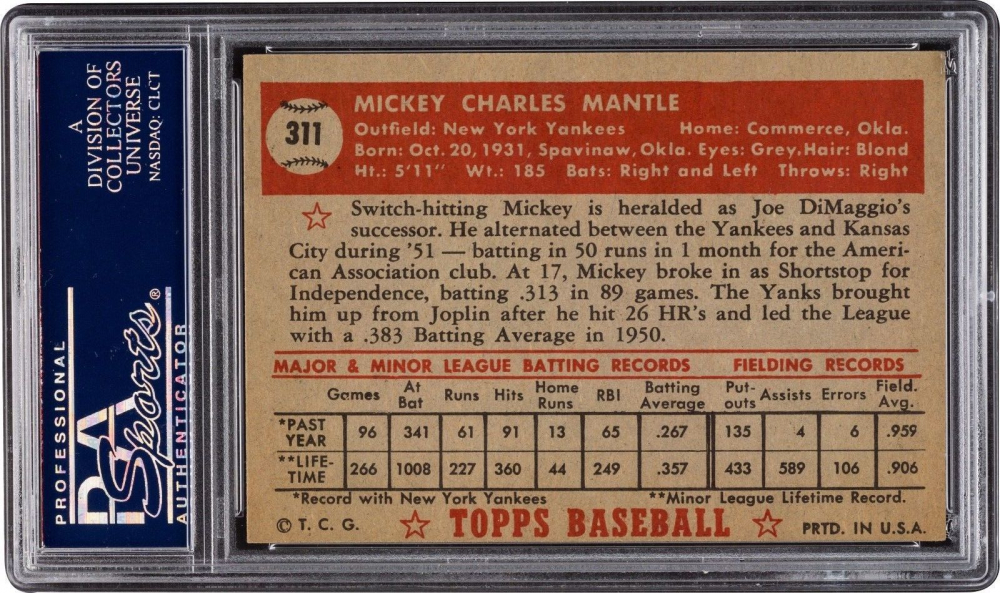 A
DIVISION OF
COLLECTORS
UNIVERSE
NASDAQ: CLCT
PROFESSIONAL
PSA
Sports®
AUTHENTICATOR
311
MICKEY CHARLES MANTLE
Outfield: New York Yankees Home: Commerce, Okla.
Born: Oct. 20, 1931, Spavinaw, Okla. Eyes: Grey. Hair: Blond
Ht.: 5'11" Wt.: 185 Bats: Right and Left Throws: Right
Switch-hitting Mickey is heralded as Joe DiMaggio's
successor. He alternated between the Yankees and Kansas
City during '51 — batting in 50 runs in 1 month for the Ameri-
can Association club. At 17, Mickey broke in as Shortstop for
Independence, batting .313 in 89 games. The Yanks brought
him up from Joplin after he hit 26 HR's and led the League
with a .383 Batting Average in 1950.
MAJOR & MINOR LEAGUE BATTING RECORDS FIELDING RECORDS
Games At Bat Runs Hits Home Runs RBI Batting Average Put-outs Assists Errors Field. Avg.
*PAST YEAR 96 341 61 91 13 65 .267 135 4 6 .959
**LIFE-TIME 266 1008 227 360 44 249 .357 433 589 106 .906
*Record with New York Yankees **Minor League Lifetime Record.
© T. C. G. TOPPS BASEBALL PRTD. IN U.S.A.